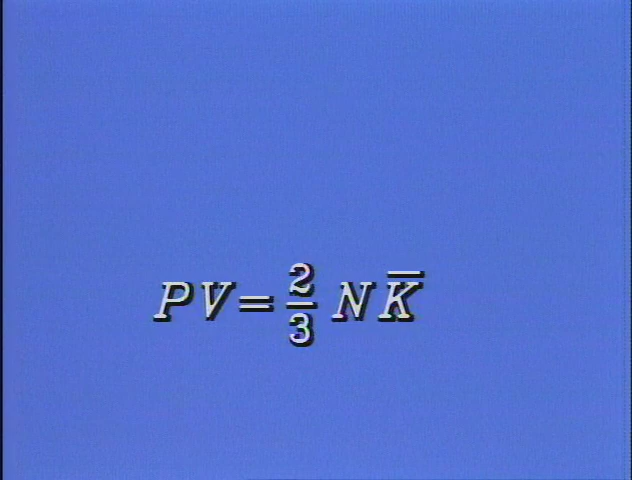 PV = 2/3 NK̅